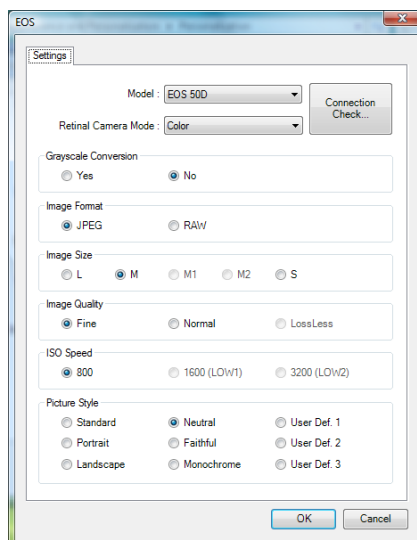 EOS
Settings
Model : EOS 50D
Connection
Check...
Retinal Camera Mode : Color
Grayscale Conversion
Yes No
Image Format
JPEG RAW
Image Size
L M M1 M2 S
Image Quality
Fine Normal LossLess
ISO Speed
800 1600 (LOW1) 3200 (LOW2)
Picture Style
Standard Neutral User Def. 1
Portrait Faithful User Def. 2
Landscape Monochrome User Def. 3
OK Cancel